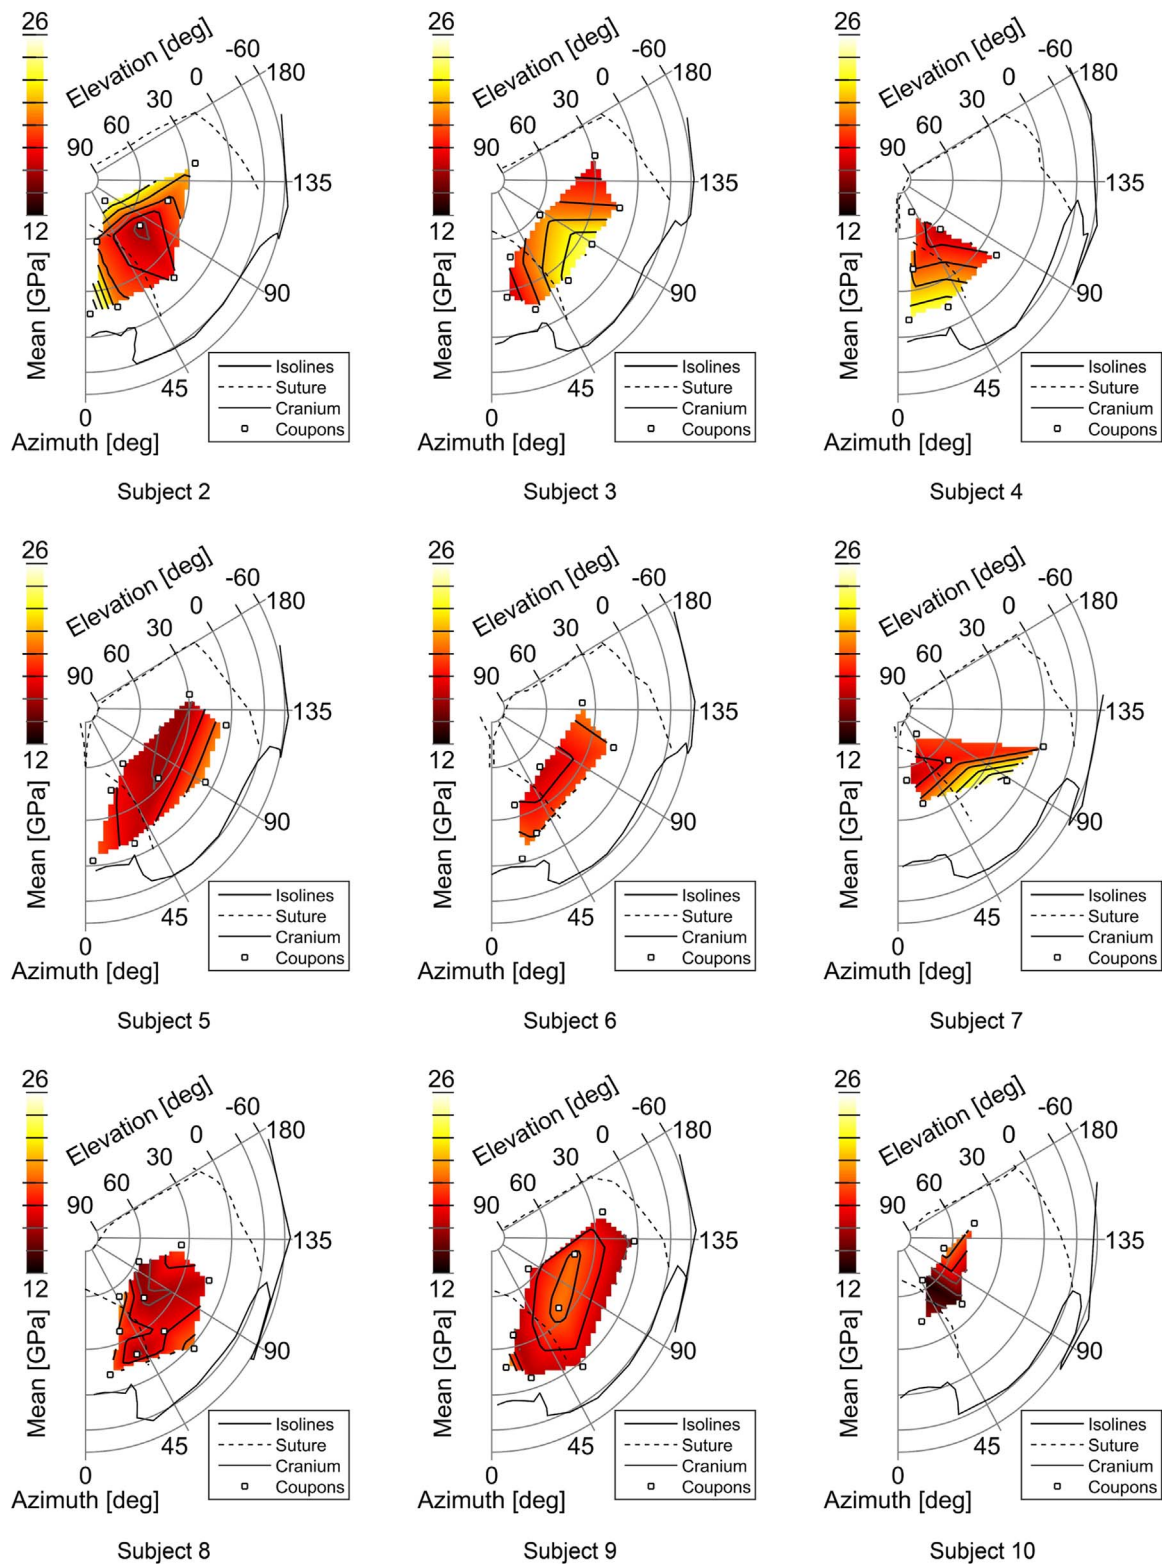 26
12
Mean [GPa]
Elevation [deg]
90
60
30
0
-60
180
135
90
45
0
Azimuth [deg]
Isolines
Suture
Cranium
Coupons
Subject 2
26
12
Mean [GPa]
Elevation [deg]
90
60
30
0
-60
180
135
90
45
0
Azimuth [deg]
Isolines
Suture
Cranium
Coupons
Subject 3
26
12
Mean [GPa]
Elevation [deg]
90
60
30
0
-60
180
135
90
45
0
Azimuth [deg]
Isolines
Suture
Cranium
Coupons
Subject 4
26
12
Mean [GPa]
Elevation [deg]
90
60
30
0
-60
180
135
90
45
0
Azimuth [deg]
Isolines
Suture
Cranium
Coupons
Subject 5
26
12
Mean [GPa]
Elevation [deg]
90
60
30
0
-60
180
135
90
45
0
Azimuth [deg]
Isolines
Suture
Cranium
Coupons
Subject 6
26
12
Mean [GPa]
Elevation [deg]
90
60
30
0
-60
180
135
90
45
0
Azimuth [deg]
Isolines
Suture
Cranium
Coupons
Subject 7
26
12
Mean [GPa]
Elevation [deg]
90
60
30
0
-60
180
135
90
45
0
Azimuth [deg]
Isolines
Suture
Cranium
Coupons
Subject 8
26
12
Mean [GPa]
Elevation [deg]
90
60
30
0
-60
180
135
90
45
0
Azimuth [deg]
Isolines
Suture
Cranium
Coupons
Subject 9
26
12
Mean [GPa]
Elevation [deg]
90
60
30
0
-60
180
135
90
45
0
Azimuth [deg]
Isolines
Suture
Cranium
Coupons
Subject 10